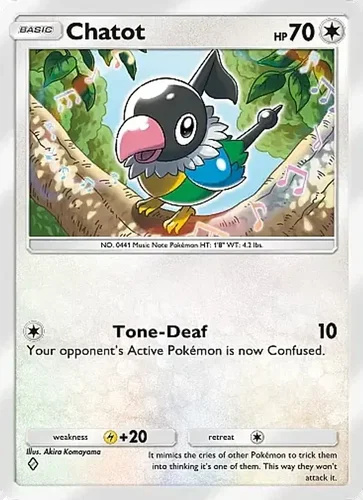 BASIC Chatot HP 70
NO. 0441 Music Note Pokémon HT: 1'8" WT: 4.2 lbs.
Tone-Deaf 10
Your opponent's Active Pokémon is now Confused.
weakness +20 retreat
Illus. Akira Komayama
It mimics the cries of other Pokémon to trick them
into thinking it's one of them. This way they won't
attack it.